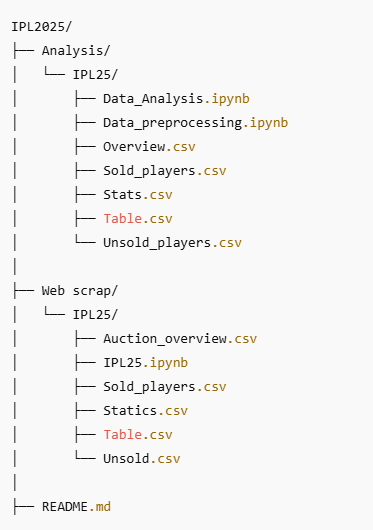 IPL2025/
├── Analysis/
│   └── IPL25/
│       ├── Data_Analysis.ipynb
│       ├── Data_preprocessing.ipynb
│       ├── Overview.csv
│       ├── Sold_players.csv
│       ├── Stats.csv
│       ├── Table.csv
│       └── Unsold_players.csv
│
├── Web scrap/
│   └── IPL25/
│       ├── Auction_overview.csv
│       ├── IPL25.ipynb
│       ├── Sold_players.csv
│       ├── Statics.csv
│       ├── Table.csv
│       └── Unsold.csv
│
├── README.md